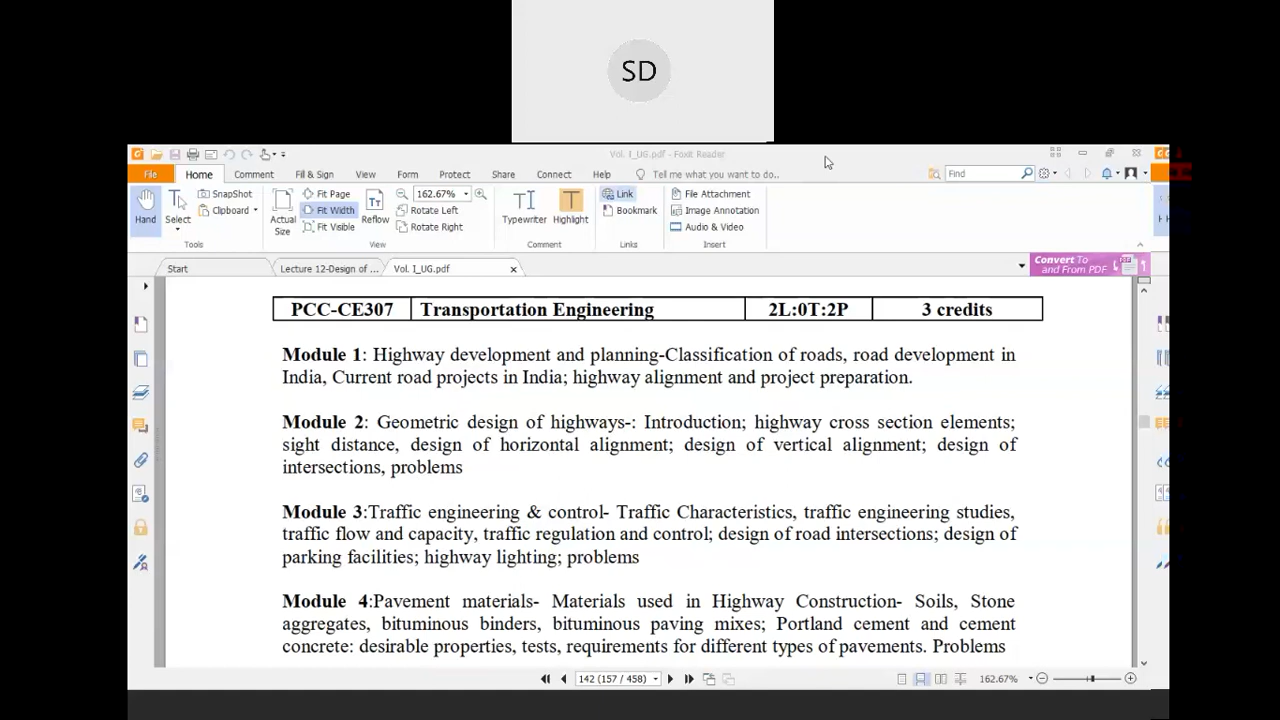 SD
Vol. I_UG.pdf - Foxit Reader
File Home Comment Fill & Sign View Form Protect Share Connect Help Tell me what you want to do.. Find
Hand
Select
SnapShot
Clipboard
Tools
Actual Size
Fit Page
Fit Width
Fit Visible
Reflow
162.67%
Rotate Left
Rotate Right
View
Typewriter
Highlight
Comment
Link
Bookmark
Links
File Attachment
Image Annotation
Audio & Video
Insert
Start Lecture 12-Design of ... Vol. I_UG.pdf
Convert To
and From PDF
PCC-CE307 Transportation Engineering 2L:0T:2P 3 credits
Module 1: Highway development and planning-Classification of roads, road development in
India, Current road projects in India; highway alignment and project preparation.
Module 2: Geometric design of highways-: Introduction; highway cross section elements;
sight distance, design of horizontal alignment; design of vertical alignment; design of
intersections, problems
Module 3:Traffic engineering & control- Traffic Characteristics, traffic engineering studies,
traffic flow and capacity, traffic regulation and control; design of road intersections; design of
parking facilities; highway lighting; problems
Module 4:Pavement materials- Materials used in Highway Construction- Soils, Stone
aggregates, bituminous binders, bituminous paving mixes; Portland cement and cement
concrete: desirable properties, tests, requirements for different types of pavements. Problems
142 (157 / 458) 162.67%